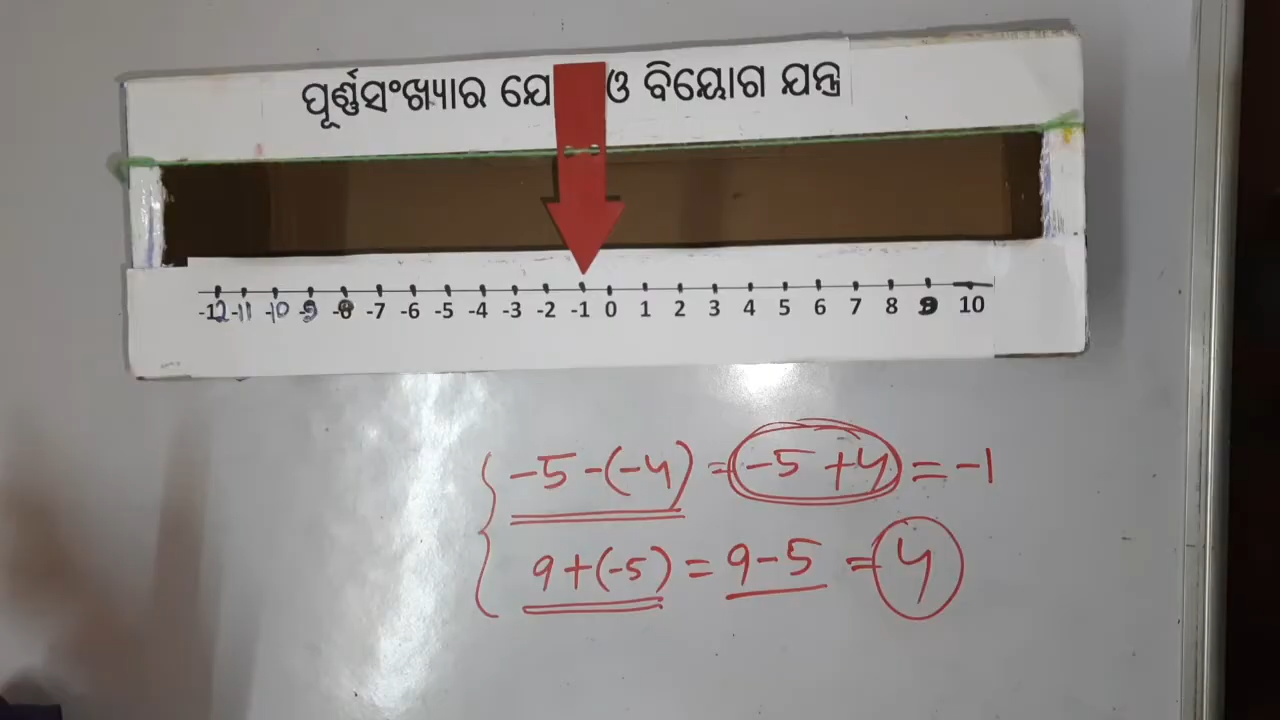 ପୂର୍ଣ୍ଣସଂଖ୍ୟାର ଯୋ ଓ ବିୟୋଗ ଯନ୍ତ୍ର
-12 -11 -10 -9 -8 -7 -6 -5 -4 -3 -2 -1 0 1 2 3 4 5 6 7 8 9 10
-5-(-4) = -5+4 = -1
9+(-5) = 9-5 = 4